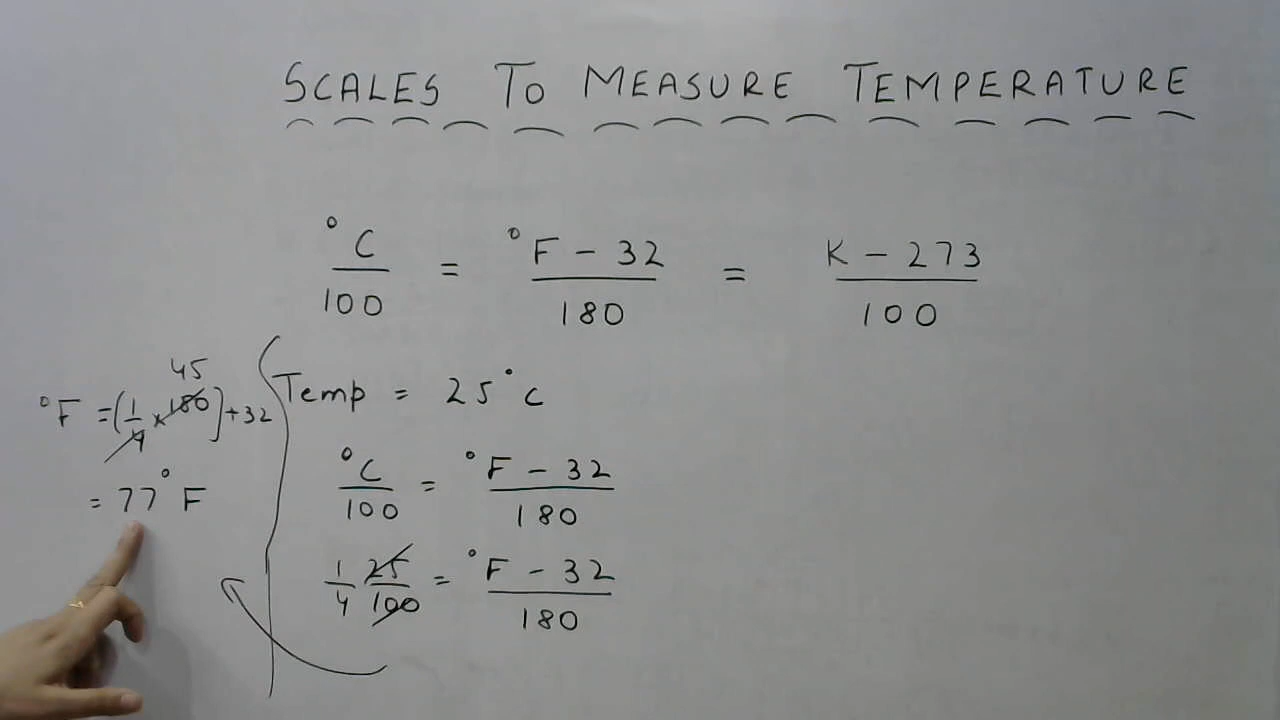 SCALES TO MEASURE TEMPERATURE
°C/100 = °F - 32/180 = K - 273/100
Temp = 25°C
°C/100 = °F - 32/180
1/4 25/100 = °F - 32/180
45
°F = (1/4 × 180] + 32
= 77°F